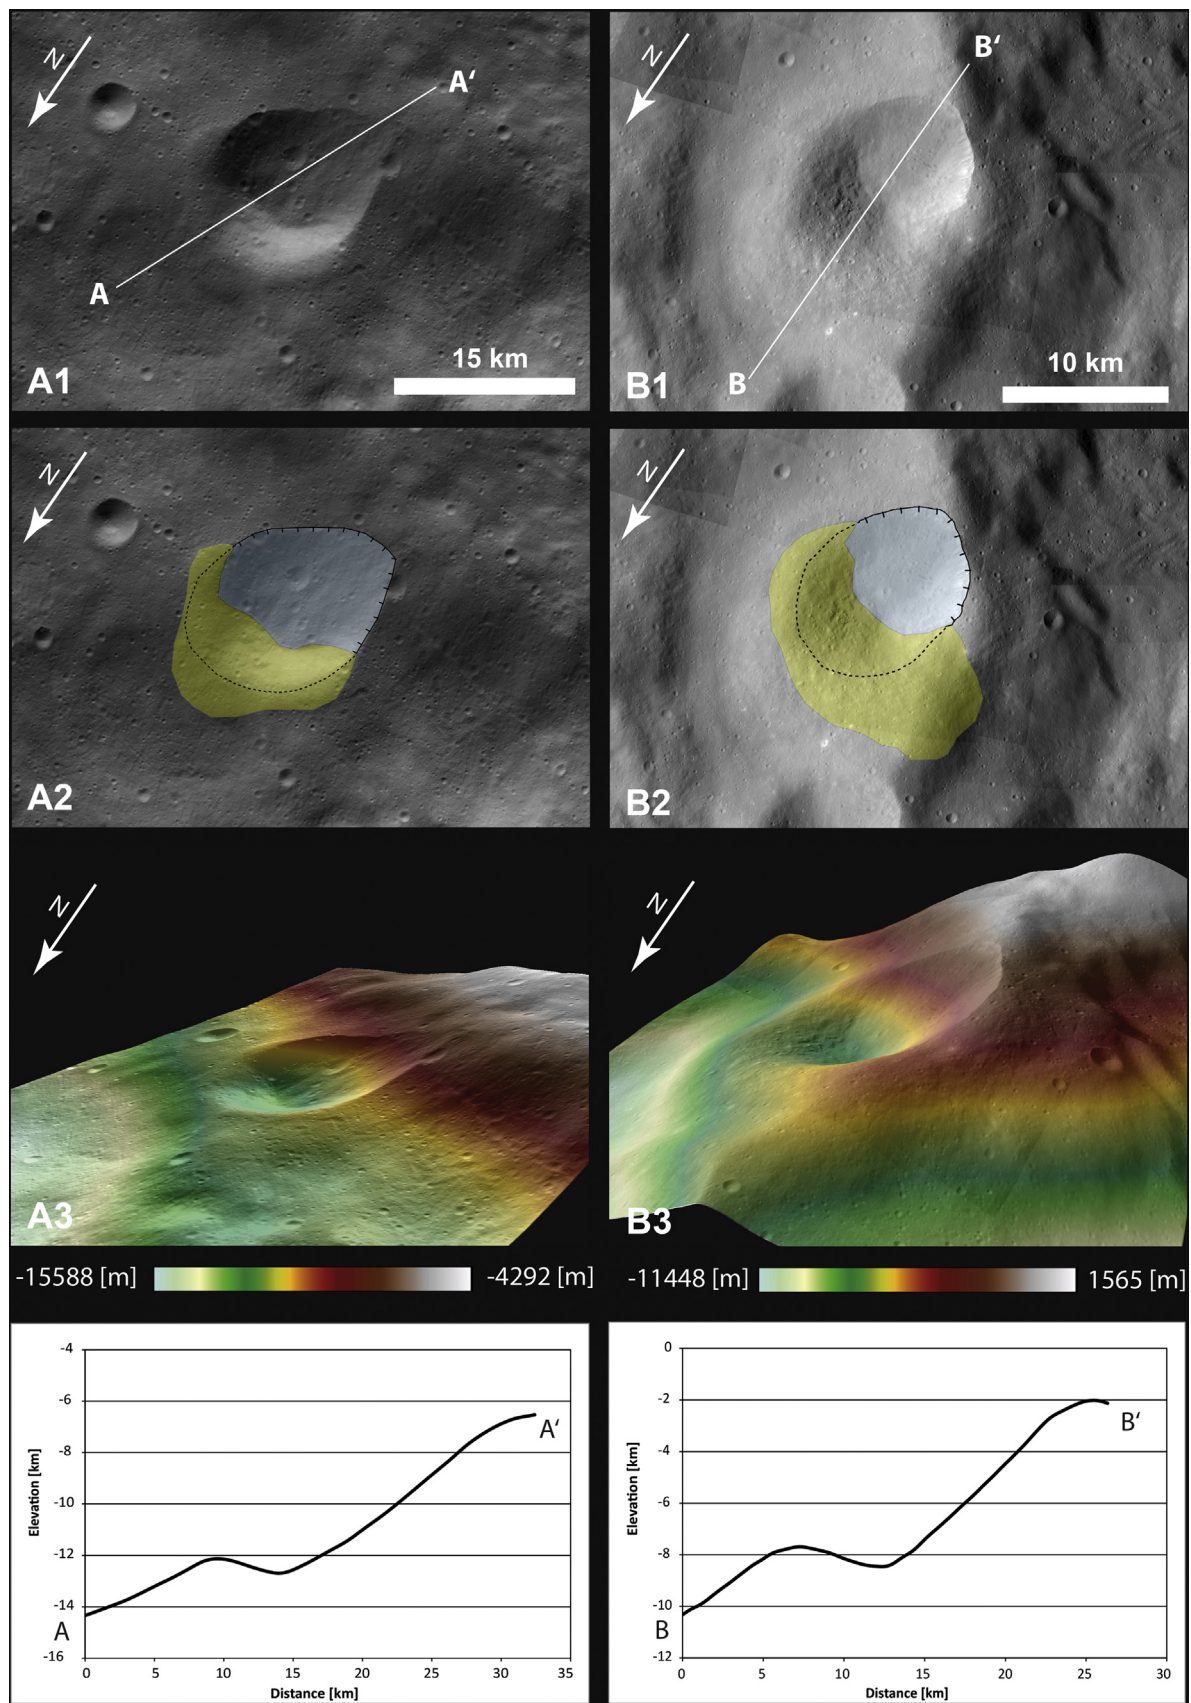 N
A
A‘
15 km
A1
N
B
B‘
10 km
B1
N
A2
N
B2
N
A3
N
B3
-15588 [m]
-4292 [m]
-11448 [m]
1565 [m]
-4
-6
-8
-10
-12
-14
-16
Elevation [km]
A
A‘
0
5
10
15
20
25
30
35
Distance [km]
0
-2
-4
-6
-8
-10
-12
Elevation [km]
B
B‘
0
5
10
15
20
25
30
Distance [km]